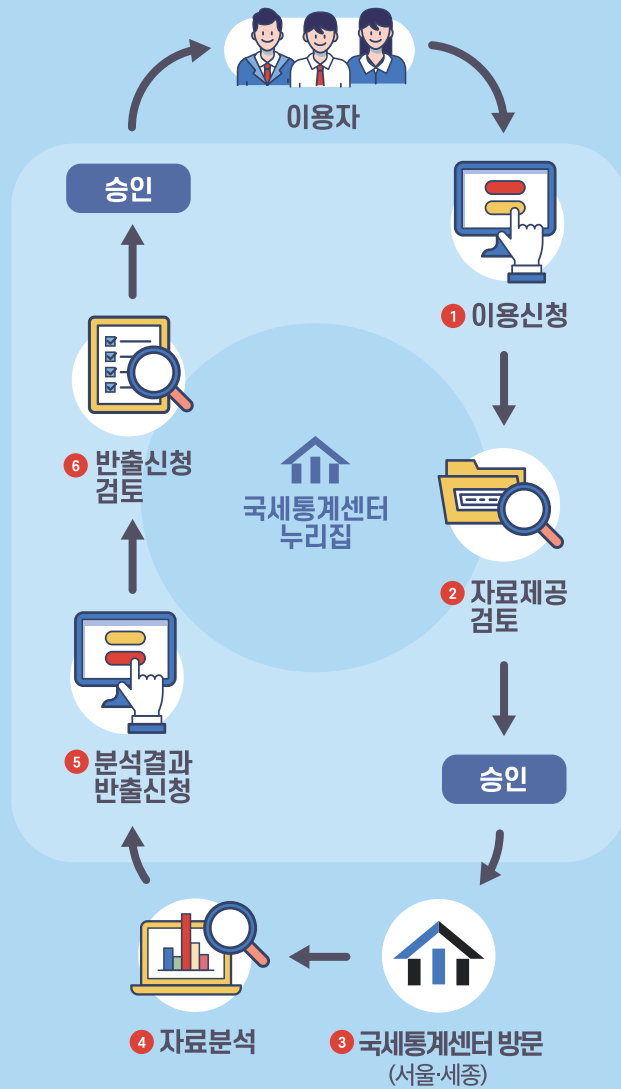 이용자
1 이용신청
2 자료제공
검토
승인
3 국세통계센터 방문
(서울·세종)
4 자료분석
5 분석결과
반출신청
6 반출신청
검토
승인
국세통계센터
누리집